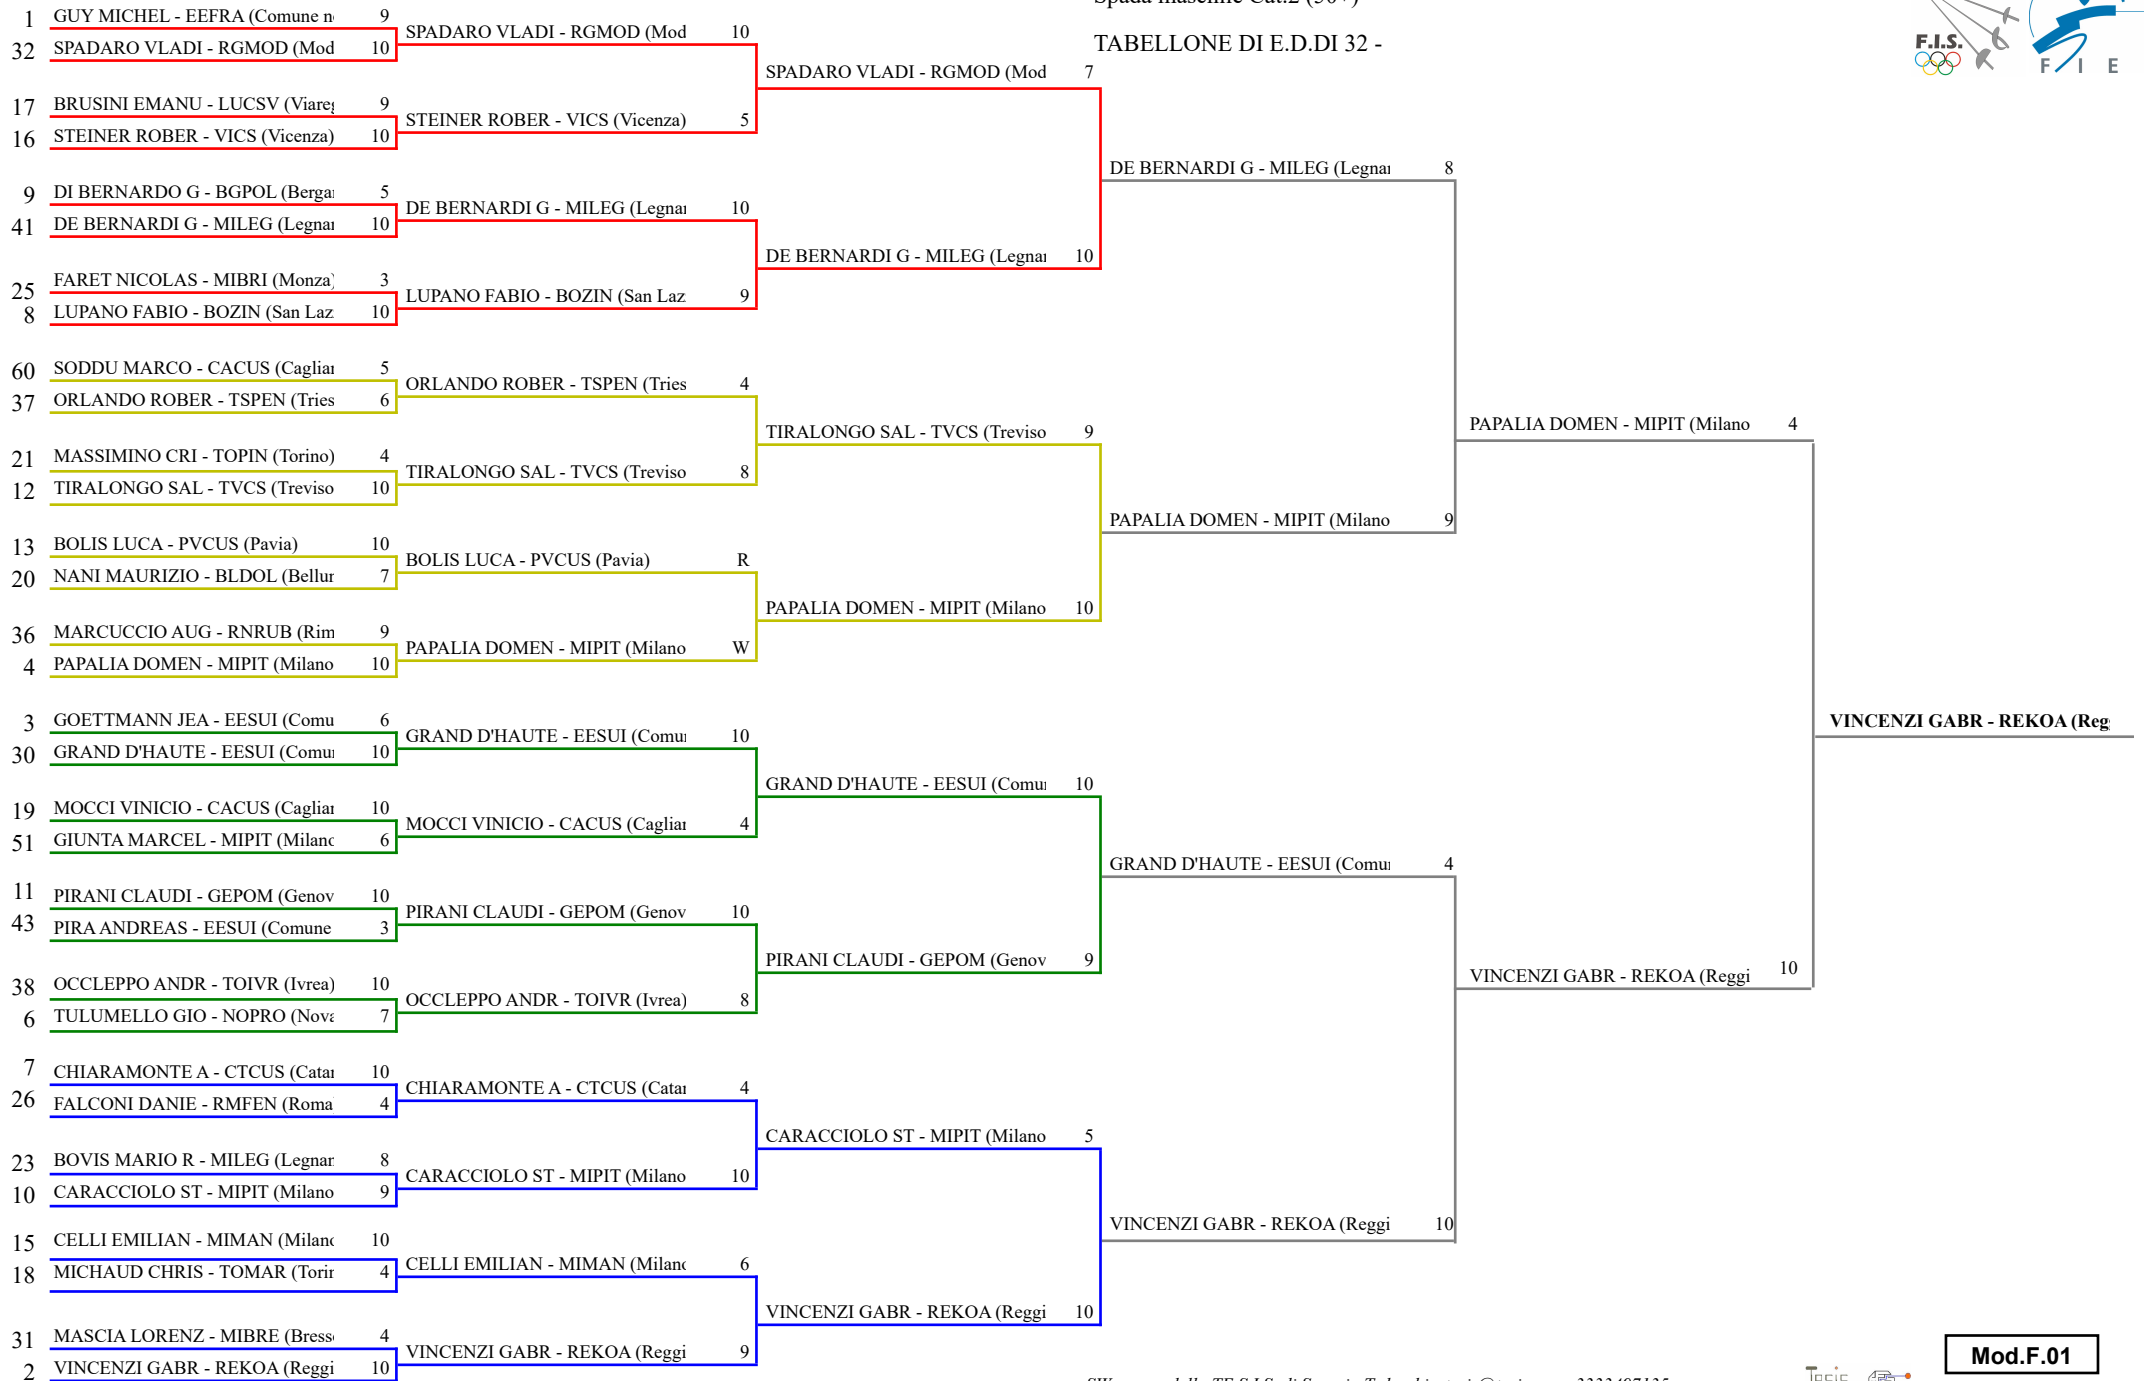 Spada maschile Cat.2 (50+)
TABELLONE DI E.D.DI 32 -
F.I.S.
F I E
1 GUY MICHEL - EEFRA (Comune n 9
32 SPADARO VLADI - RGMOD (Mod 10
17 BRUSINI EMANU - LUCSV (Viare 9
16 STEINER ROBER - VICS (Vicenza) 10
9 DI BERNARDO G - BGPOL (Berga 5
41 DE BERNARDI G - MILEG (Legna 10
25 FARET NICOLAS - MIBRI (Monza) 3
8 LUPANO FABIO - BOZIN (San Laz 10
60 SODDU MARCO - CACUS (Caglia 5
37 ORLANDO ROBER - TSPEN (Tries 6
21 MASSIMINO CRI - TOPIN (Torino) 4
12 TIRALONGO SAL - TVCS (Treviso 10
13 BOLIS LUCA - PVCUS (Pavia) 10
20 NANI MAURIZIO - BLDOL (Bellu 7
36 MARCUCCIO AUG - RNRUB (Rim 9
4 PAPALIA DOMEN - MIPIT (Milano 10
3 GOETTMANN JEA - EESUI (Comu 6
30 GRAND D'HAUTE - EESUI (Comu 10
19 MOCCI VINICIO - CACUS (Caglia 10
51 GIUNTA MARCEL - MIPIT (Milano 6
11 PIRANI CLAUDI - GEPOM (Genov 10
43 PIRA ANDREAS - EESUI (Comune 3
38 OCCLEPPO ANDR - TOIVR (Ivrea) 10
6 TULUMELLO GIO - NOPRO (Nova 7
7 CHIARAMONTE A - CTCUS (Cata 10
26 FALCONI DANIE - RMFEN (Roma 4
23 BOVIS MARIO R - MILEG (Legnan 8
10 CARACCIOLO ST - MIPIT (Milano 9
15 CELLI EMILIAN - MIMAN (Milano 10
18 MICHAUD CHRIS - TOMAR (Tori 4
31 MASCIA LORENZ - MIBRE (Bress 4
2 VINCENZI GABR - REKOA (Reggi 10
SPADARO VLADI - RGMOD (Mod 10
STEINER ROBER - VICS (Vicenza) 5
DE BERNARDI G - MILEG (Legna 10
LUPANO FABIO - BOZIN (San Laz 9
ORLANDO ROBER - TSPEN (Tries 4
TIRALONGO SAL - TVCS (Treviso 8
BOLIS LUCA - PVCUS (Pavia) R
PAPALIA DOMEN - MIPIT (Milano W
GRAND D'HAUTE - EESUI (Comu 10
MOCCI VINICIO - CACUS (Caglia 4
PIRANI CLAUDI - GEPOM (Genov 10
OCCLEPPO ANDR - TOIVR (Ivrea) 8
CHIARAMONTE A - CTCUS (Cata 4
CARACCIOLO ST - MIPIT (Milano 10
CELLI EMILIAN - MIMAN (Milano 6
VINCENZI GABR - REKOA (Reggi 9
SPADARO VLADI - RGMOD (Mod 7
DE BERNARDI G - MILEG (Legna 10
TIRALONGO SAL - TVCS (Treviso 9
PAPALIA DOMEN - MIPIT (Milano 10
GRAND D'HAUTE - EESUI (Comu 10
PIRANI CLAUDI - GEPOM (Genov 9
CARACCIOLO ST - MIPIT (Milano 5
VINCENZI GABR - REKOA (Reggi 10
DE BERNARDI G - MILEG (Legna 8
PAPALIA DOMEN - MIPIT (Milano 9
GRAND D'HAUTE - EESUI (Comu 4
VINCENZI GABR - REKOA (Reggi 10
PAPALIA DOMEN - MIPIT (Milano 4
VINCENZI GABR - REKOA (Reggi 10
VINCENZI GABR - REKOA (Reg
Mod.F.01